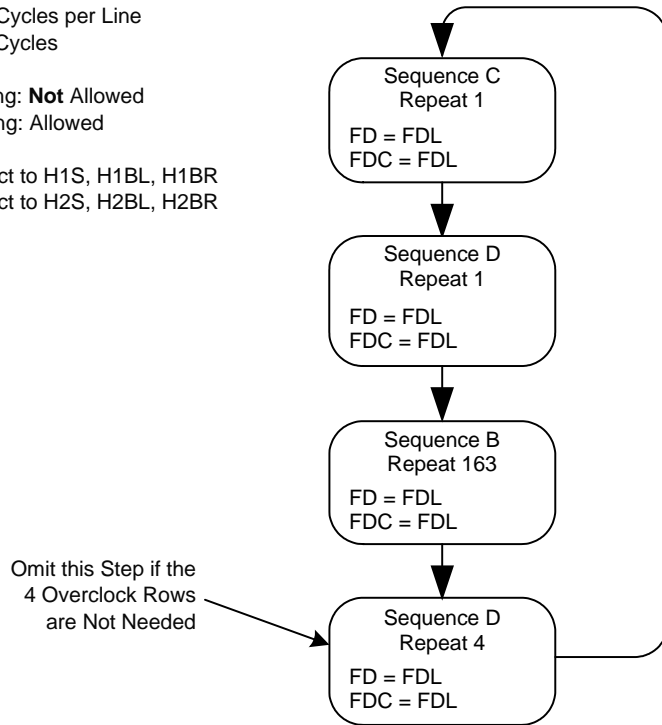 Cycles per Line
Cycles
ng: Not Allowed
ng: Allowed
ct to H1S, H1BL, H1BR
ct to H2S, H2BL, H2BR
Sequence C
Repeat 1
FD = FDL
FDC = FDL
Sequence D
Repeat 1
FD = FDL
FDC = FDL
Sequence B
Repeat 163
FD = FDL
FDC = FDL
Omit this Step if the
4 Overclock Rows
are Not Needed
Sequence D
Repeat 4
FD = FDL
FDC = FDL